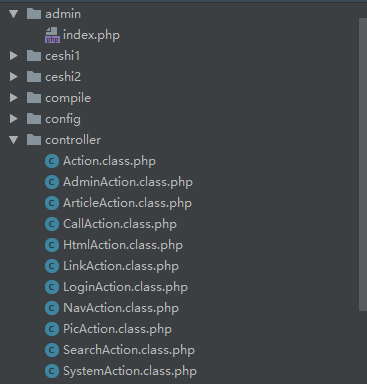 admin
index.php
ceshi1
ceshi2
compile
config
controller
Action.class.php
AdminAction.class.php
ArticleAction.class.php
CallAction.class.php
HtmlAction.class.php
LinkAction.class.php
LoginAction.class.php
NavAction.class.php
PicAction.class.php
SearchAction.class.php
SystemAction.class.php